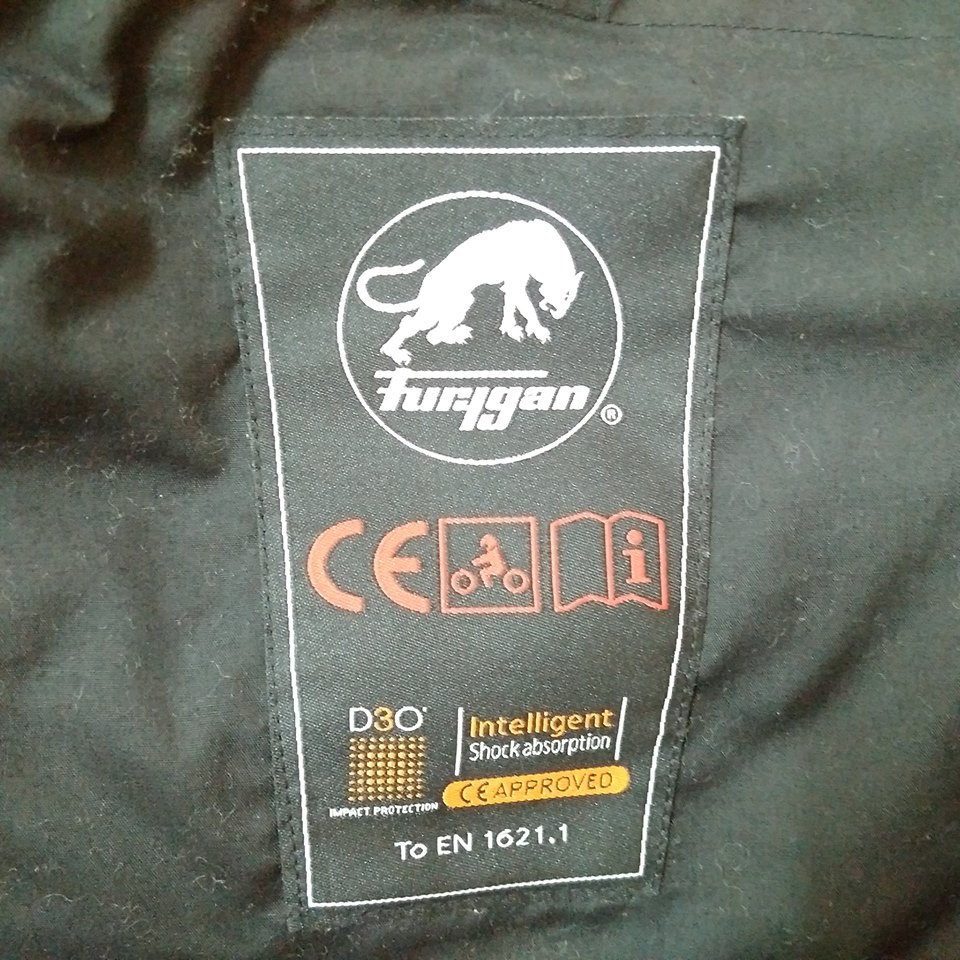 furygan ®
CE i
D3O
Intelligent
Shock absorption
IMPACT PROTECTION
CE APPROVED
To EN 1621.1